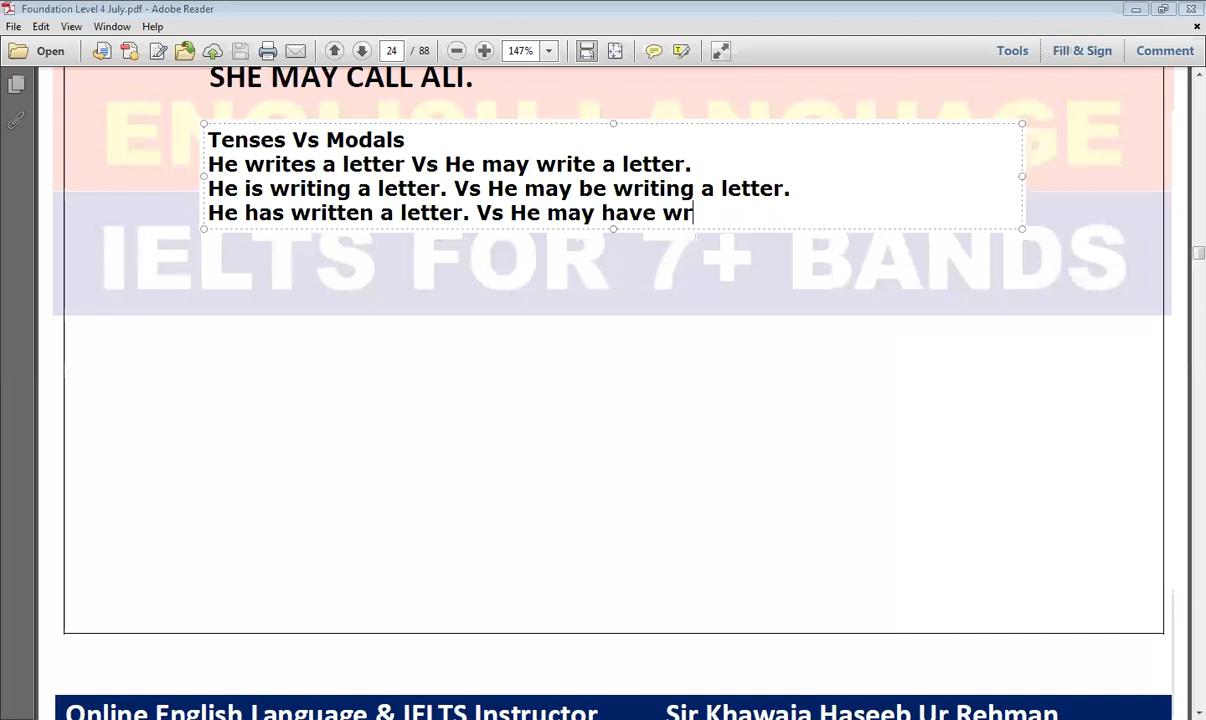 Foundation Level 4 July.pdf - Adobe Reader
File Edit View Window Help
Open 24 / 88 147% Tools Fill & Sign Comment
SHE MAY CALL ALI.
ENGLISH LANGUAGE
Tenses Vs Modals
He writes a letter Vs He may write a letter.
He is writing a letter. Vs He may be writing a letter.
He has written a letter. Vs He may have wr
IELTS FOR 7+ BANDS
Online English Language & IELTS Instructor Sir Khawaja Haseeb Ur Rehman